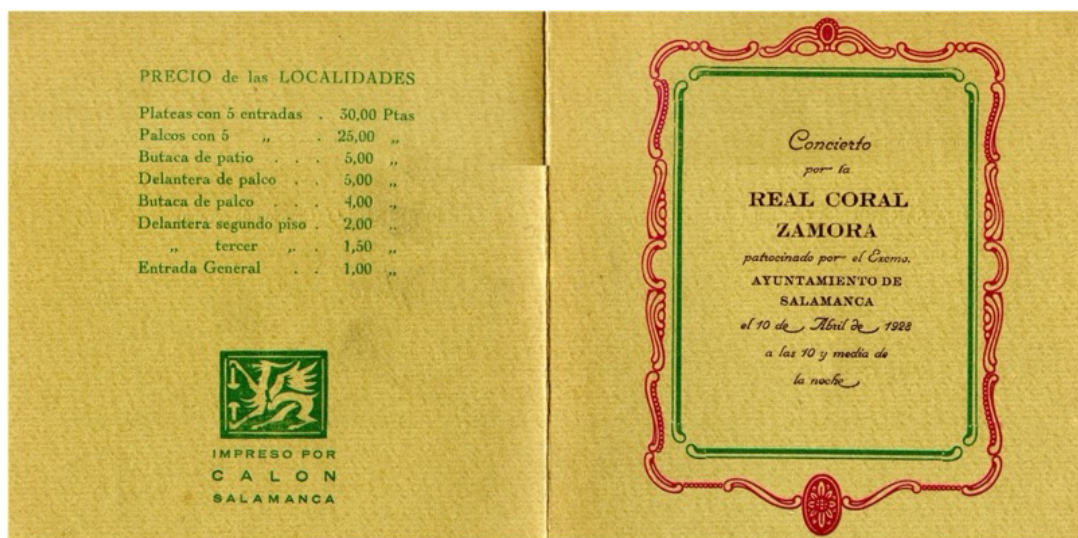 PRECIO de las LOCALIDADES
Plateas con 5 entradas . 30,00 Ptas
Palcos con 5 „ . 25,00 „
Butaca de patio . . . 5,00 „
Delantera de palco . . 5,00 „
Butaca de palco . . . 4,00 „
Delantera segundo piso . 2,00 „
„ tercer „ . 1,50 „
Entrada General . . 1,00 „
IMPRESO POR
CALON
SALAMANCA
Concierto
por la
REAL CORAL
ZAMORA
patrocinado por el Excmo.
AYUNTAMIENTO DE
SALAMANCA
el 10 de Abril de 1928
a las 10 y media de
la noche